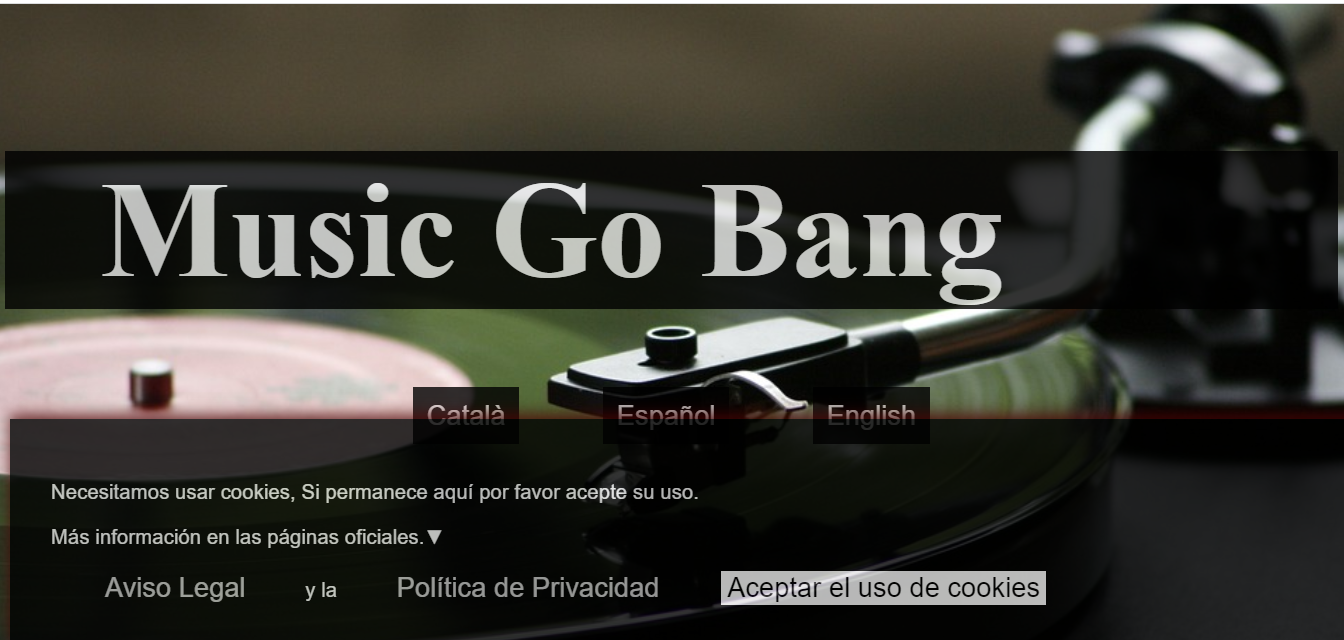 Music Go Bang
Català Español English
Necesitamos usar cookies, Si permanece aquí por favor acepte su uso.
Más información en las páginas oficiales.▼
Aviso Legal y la Política de Privacidad Aceptar el uso de cookies